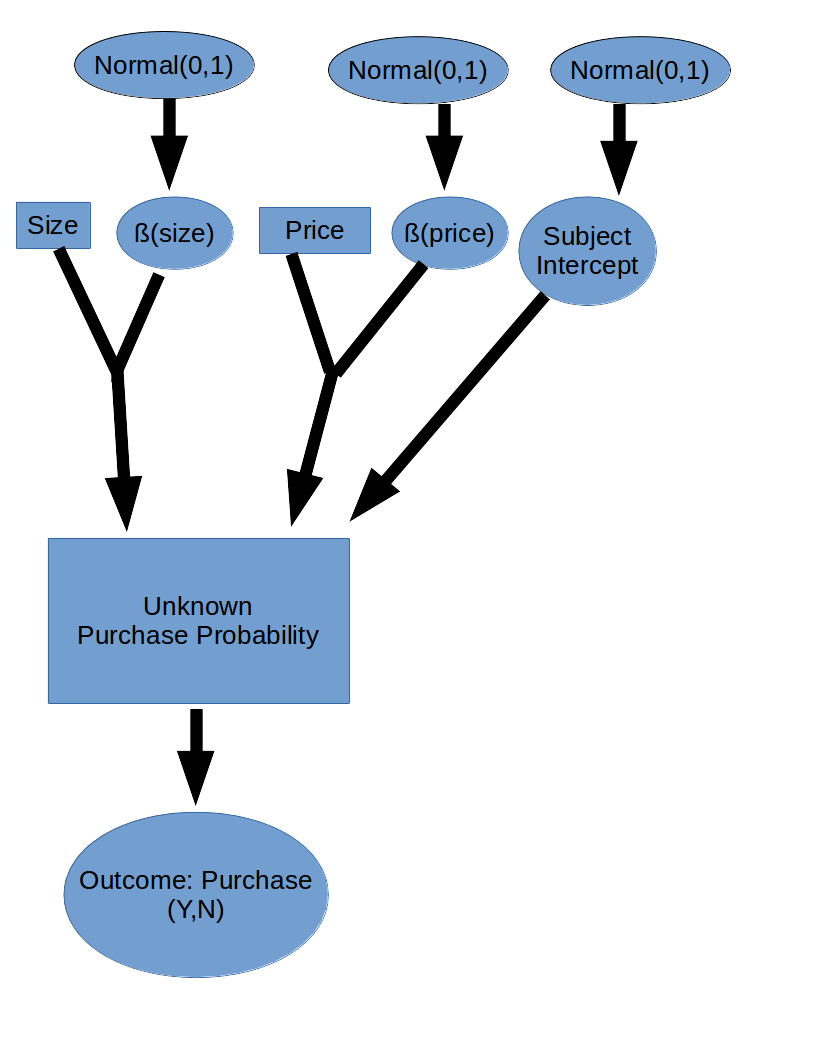 Normal(0,1)
Normal(0,1)
Normal(0,1)
Size
ß(size)
Price
ß(price)
Subject
Intercept
Unknown
Purchase Probability
Outcome: Purchase
(Y,N)